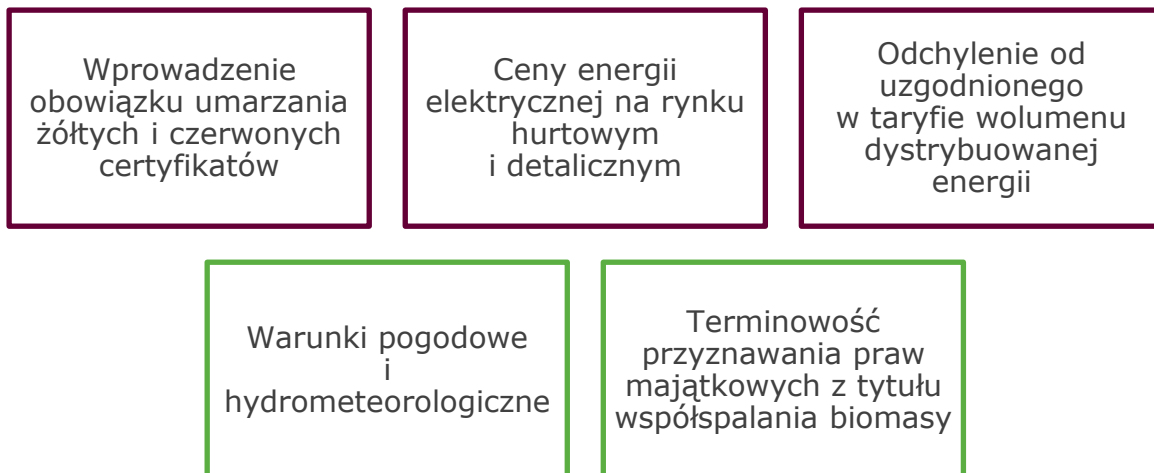 Wprowadzenie
obowiązku umarzania
żółtych i czerwonych
certyfikatów
Ceny energii
elektrycznej na rynku
hurtowym
i detalicznym
Odchylenie od
uzgodnionego
w taryfie wolumenu
dystrybuowanej
energii
Warunki pogodowe
i
hydrometeorologiczne
Terminowość
przyznawania praw
majątkowych z tytułu
współspalania biomasy